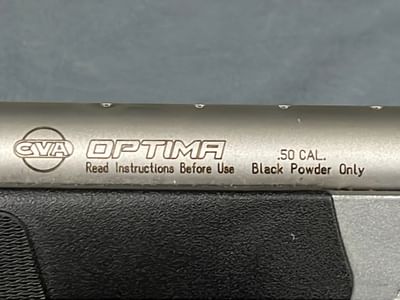 CVA OPTIMA .50 CAL.
Read Instructions Before Use Black Powder Only